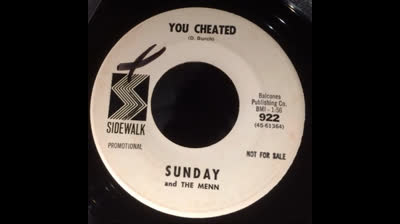 YOU CHEATED
(D. Burch)
Balcones
Publishing Co.
BMI - 1:56
922
(45-51364)
SIDEWALK
PROMOTIONAL
NOT FOR SALE
SUNDAY
and THE MENN